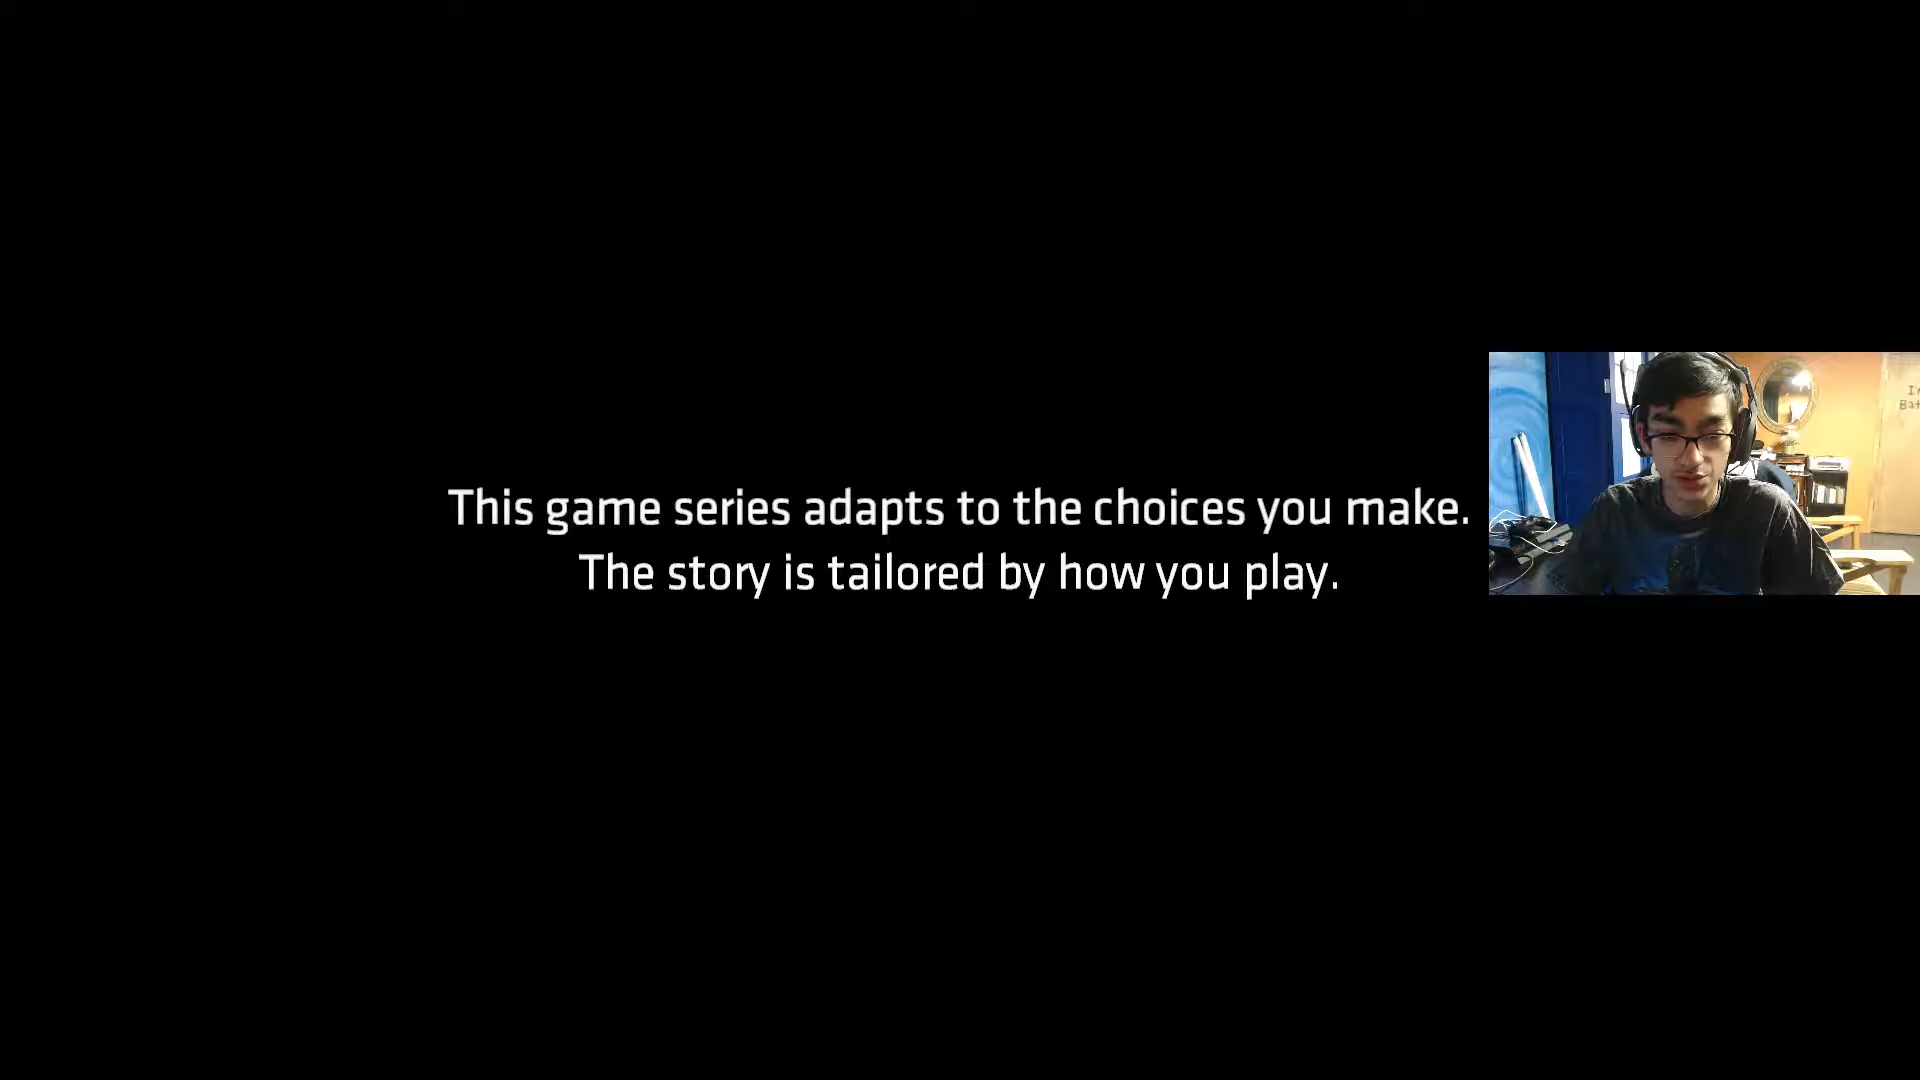 This game series adapts to the choices you make.
The story is tailored by how you play.